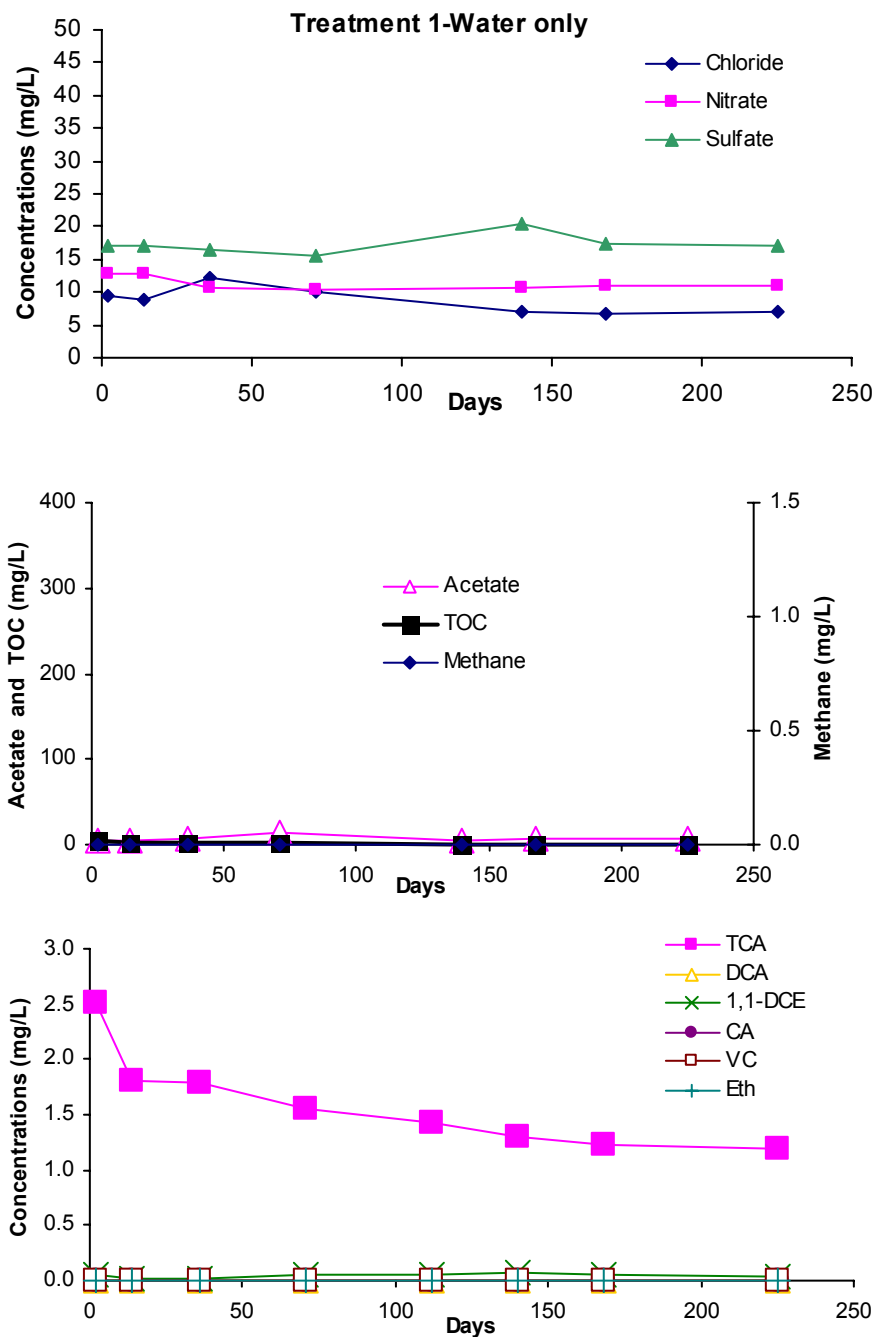 Treatment 1-Water only
Concentrations (mg/L)
50
45
40
35
30
25
20
15
10
5
0
0
50
100
150
200
250
Days
Chloride
Nitrate
Sulfate
Acetate and TOC (mg/L)
400
300
200
100
0
0
50
100
150
200
250
Days
Acetate
TOC
Methane
1.5
1.0
0.5
0.0
Methane (mg/L)
Concentrations (mg/L)
3.0
2.5
2.0
1.5
1.0
0.5
0.0
0
50
100
150
200
250
Days
TCA
DCA
1,1-DCE
CA
VC
Eth